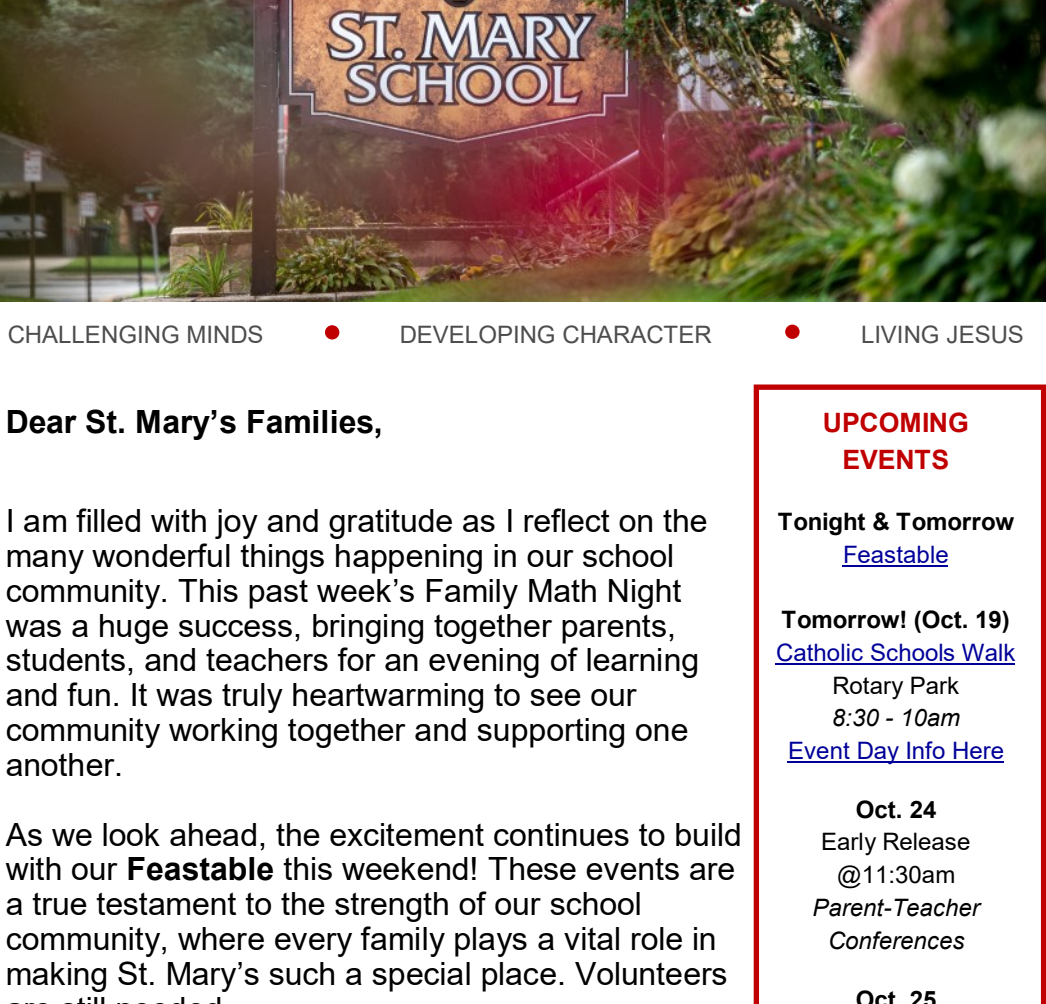 ST. MARY
SCHOOL
CHALLENGING MINDS ● DEVELOPING CHARACTER ● LIVING JESUS
Dear St. Mary’s Families,
I am filled with joy and gratitude as I reflect on the
many wonderful things happening in our school
community. This past week’s Family Math Night
was a huge success, bringing together parents,
students, and teachers for an evening of learning
and fun. It was truly heartwarming to see our
community working together and supporting one
another.
As we look ahead, the excitement continues to build
with our Feastable this weekend! These events are
a true testament to the strength of our school
community, where every family plays a vital role in
making St. Mary’s such a special place. Volunteers
are still needed
UPCOMING
EVENTS
Tonight & Tomorrow
Feastable
Tomorrow! (Oct. 19)
Catholic Schools Walk
Rotary Park
8:30 - 10am
Event Day Info Here
Oct. 24
Early Release
@11:30am
Parent-Teacher
Conferences
Oct. 25